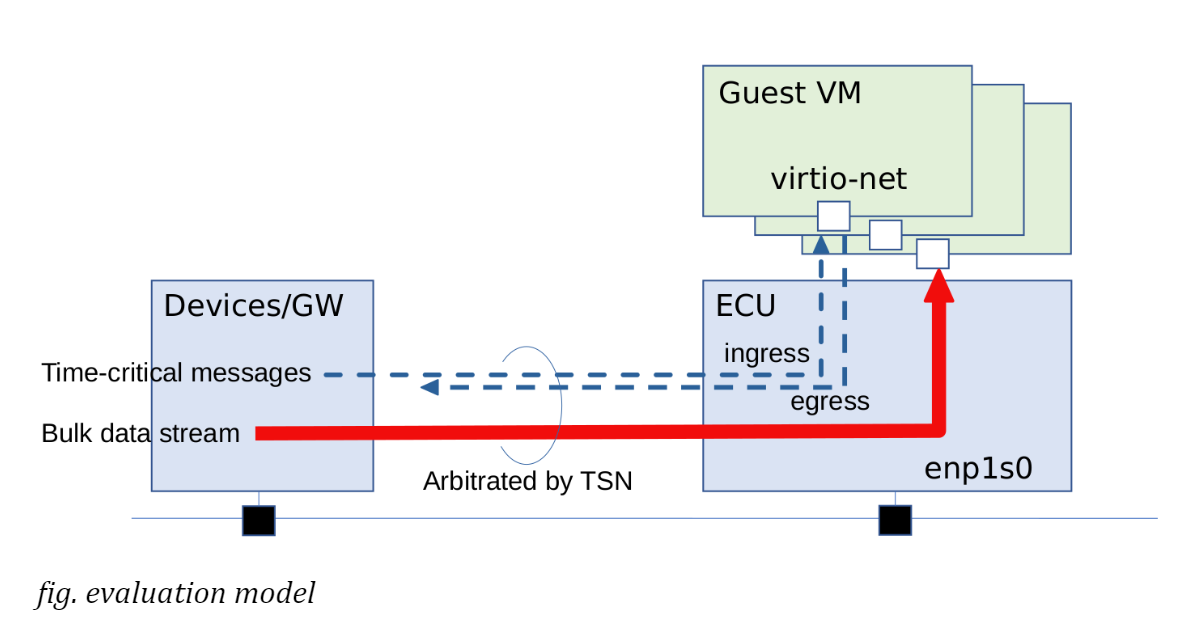 Guest VM
virtio-net
Devices/GW
ECU
ingress
Time-critical messages
egress
Bulk data stream
enp1s0
Arbitrated by TSN
fig. evaluation model